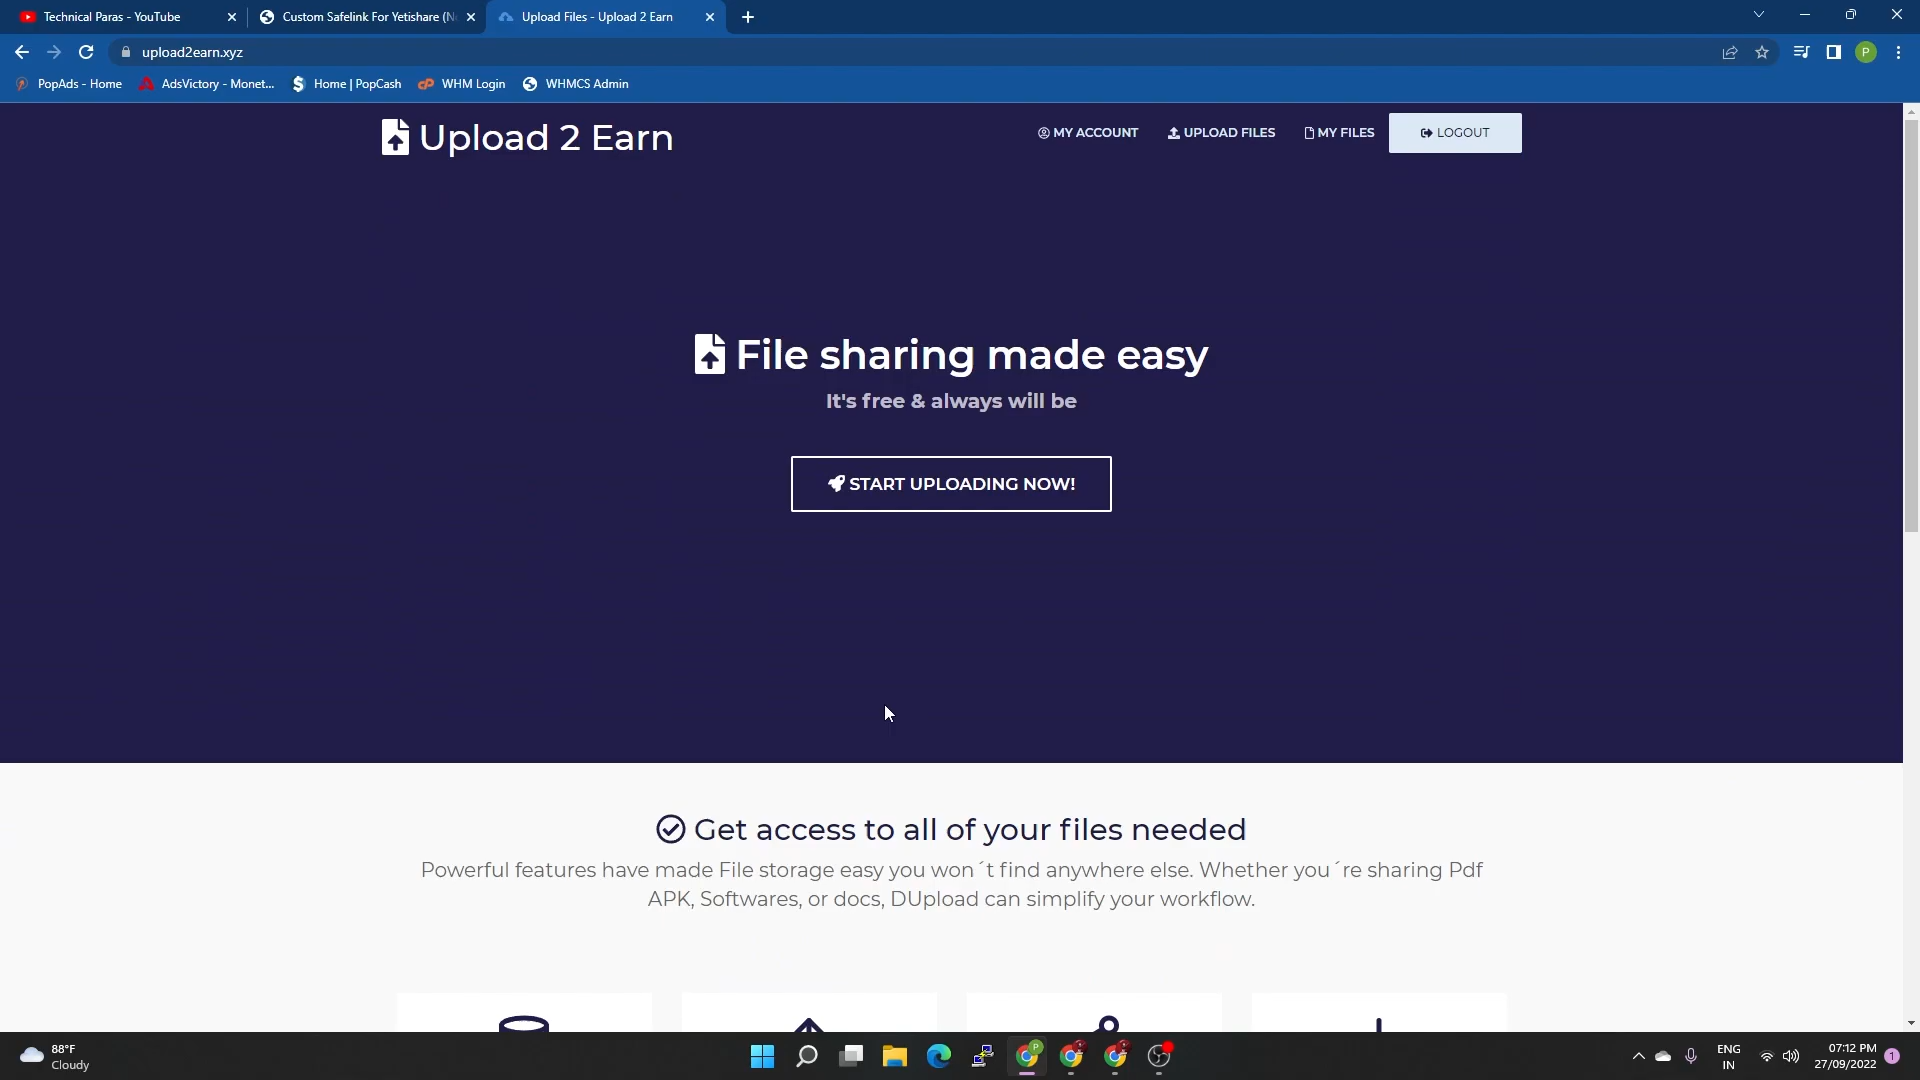 Technical Paras - YouTube
Custom Safelink For Yetishare (N
Upload Files - Upload 2 Earn
upload2earn.xyz
P
PopAds - Home
AdsVictory - Monet...
Home | PopCash
WHM Login
WHMCS Admin
Upload 2 Earn
MY ACCOUNT
UPLOAD FILES
MY FILES
LOGOUT
File sharing made easy
It's free & always will be
START UPLOADING NOW!
Get access to all of your files needed
Powerful features have made File storage easy you won´t find anywhere else. Whether you´re sharing Pdf
APK, Softwares, or docs, DUpload can simplify your workflow.
88°F
Cloudy
P
ENG
IN
07:12 PM
27/09/2022
1